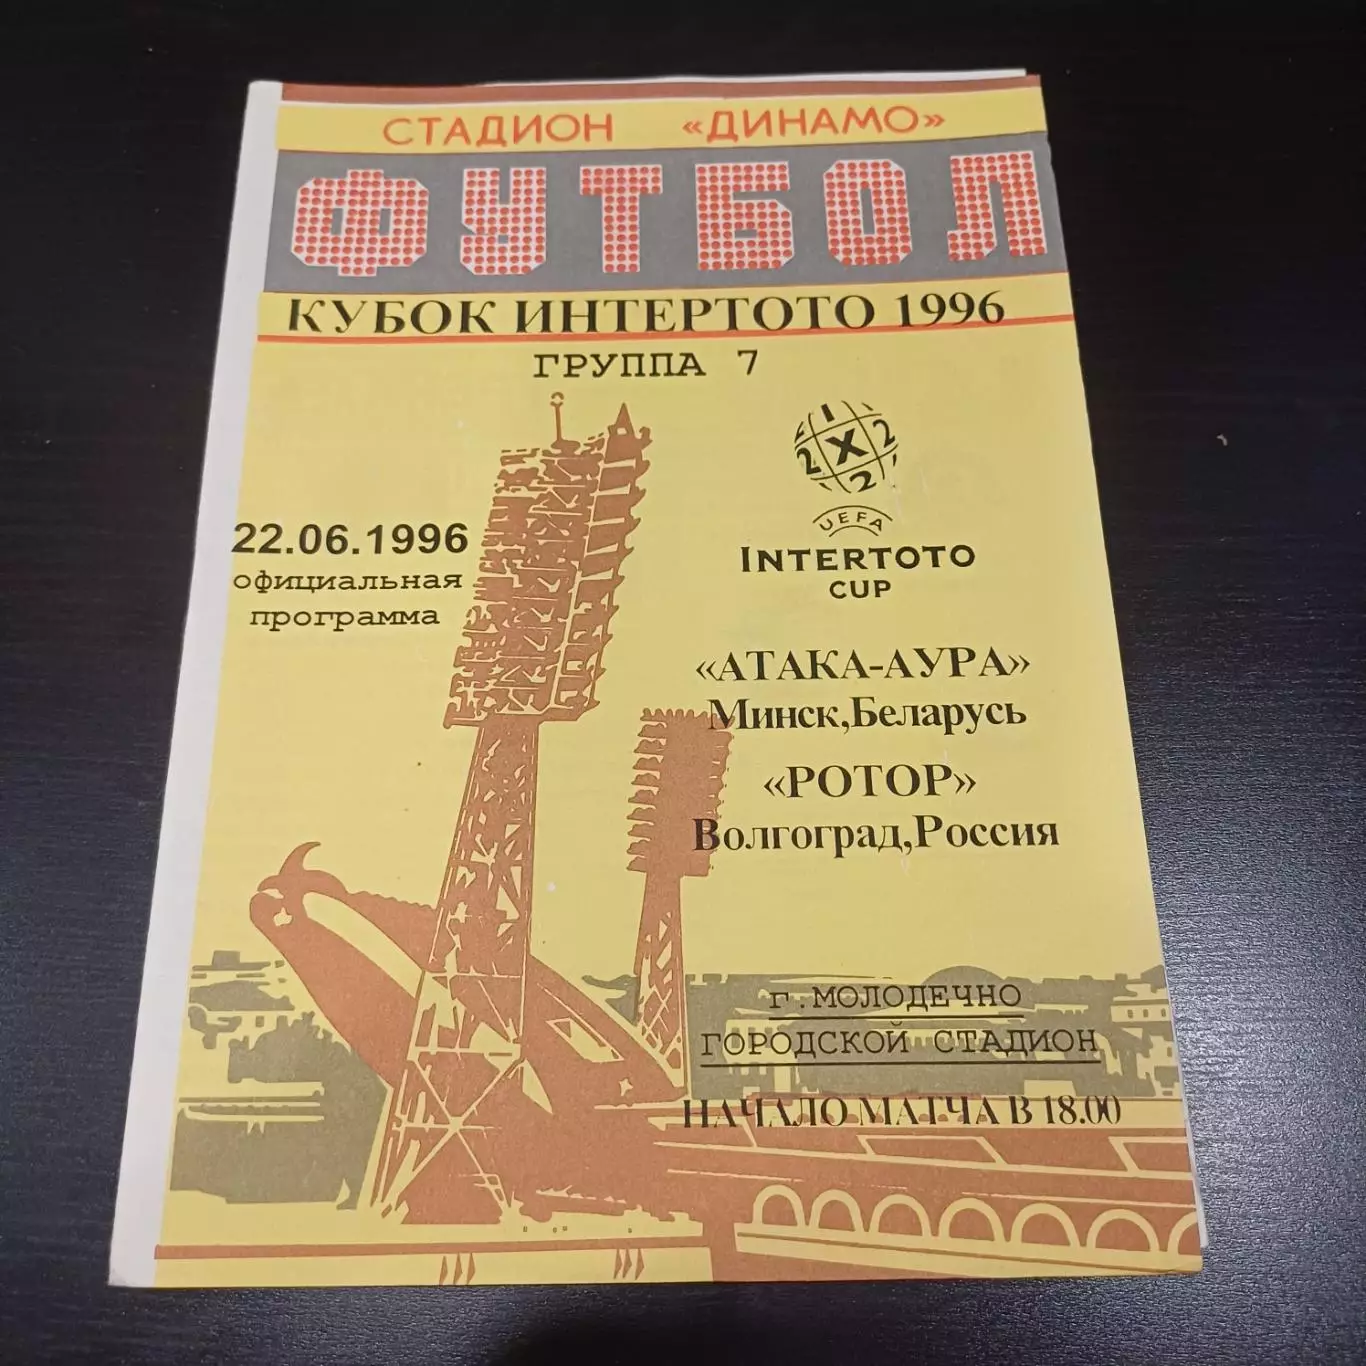 СТАДИОН «ДИНАМО»
ФУТБОЛ
КУБОК ИНТЕРТОТО 1996
ГРУППА 7
1 2 X 2 2 1 2
UEFA
INTERTOTO
CUP
22.06.1996
официальная
программа
«АТАКА-АУРА»
Минск,Беларусь
«РОТОР»
Волгоград,Россия
г.МОЛОДЕЧНО
ГОРОДСКОЙ СТАДИОН
НАЧАЛО МАТЧА В 18.00